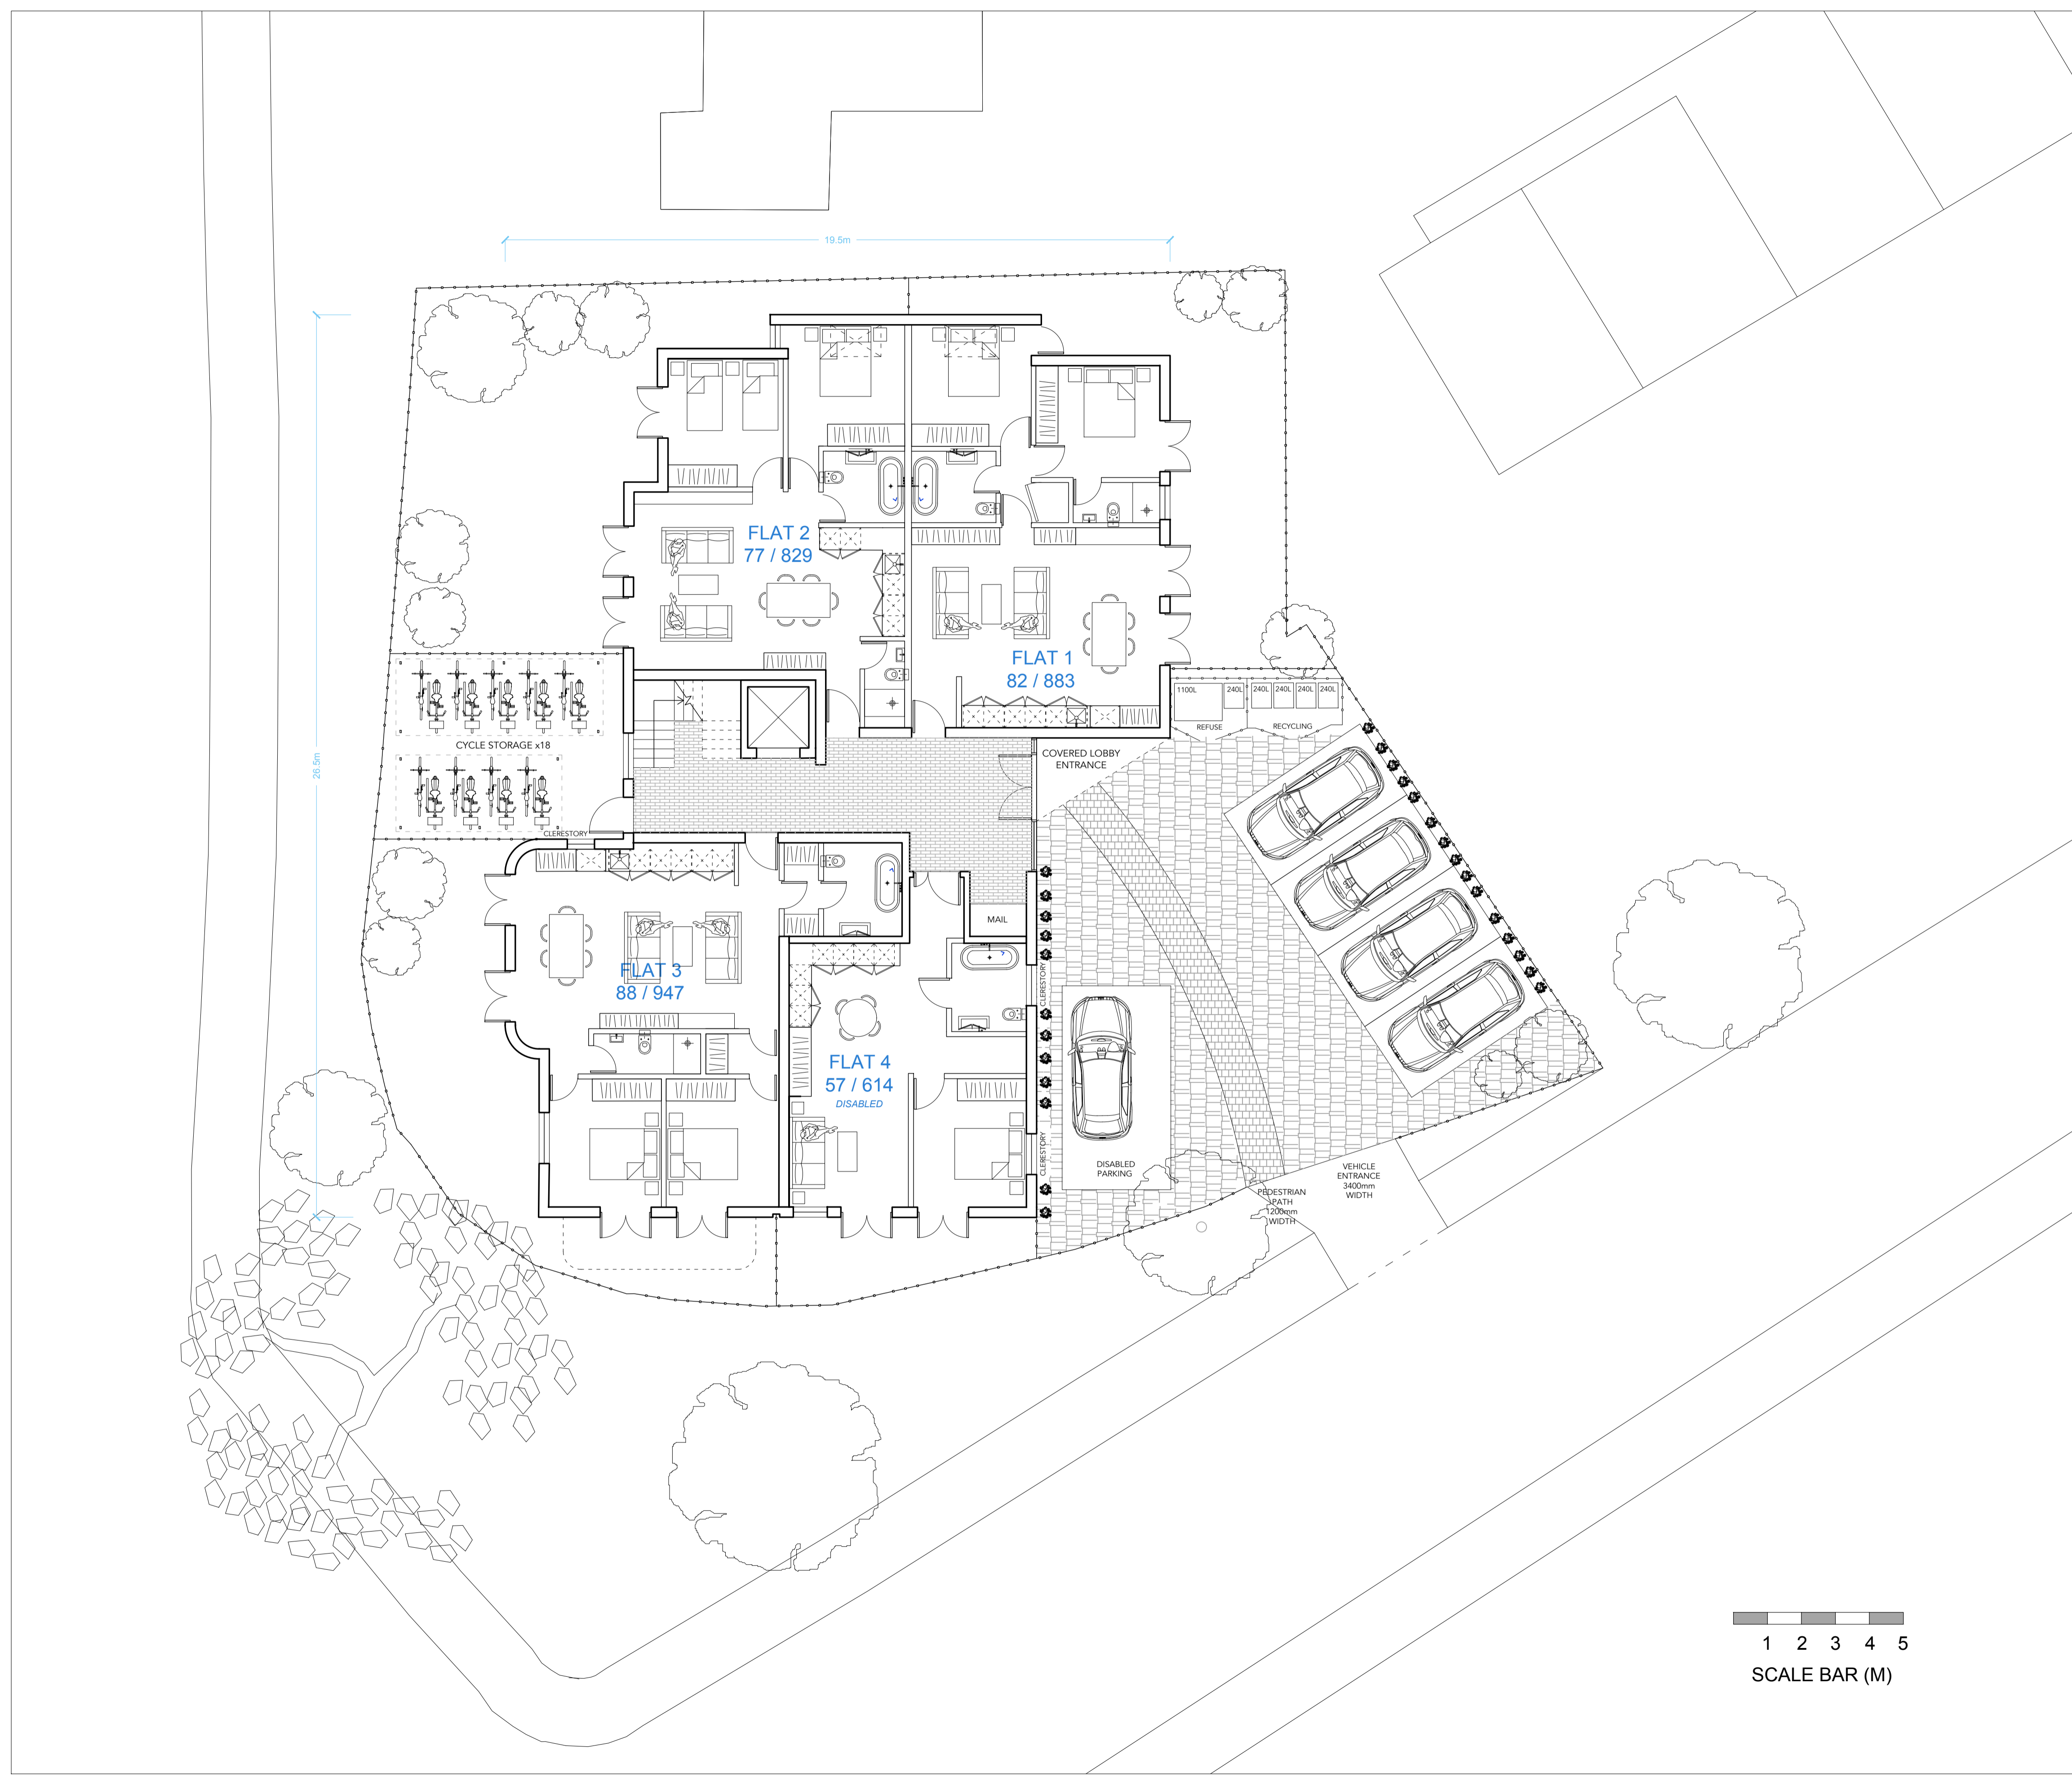 19.5m
26.5m
FLAT 2
77 / 829
FLAT 1
82 / 883
1100L
240L
240L
240L
240L
240L
REFUSE
RECYCLING
CYCLE STORAGE x18
COVERED LOBBY
ENTRANCE
CLERESTORY
MAIL
FLAT 3
88 / 947
CLERESTORY
FLAT 4
57 / 614
DISABLED
CLERESTORY
DISABLED
PARKING
VEHICLE
ENTRANCE
3400mm
WIDTH
PEDESTRIAN
PATH
1200mm
WIDTH
1 2 3 4 5
SCALE BAR (M)